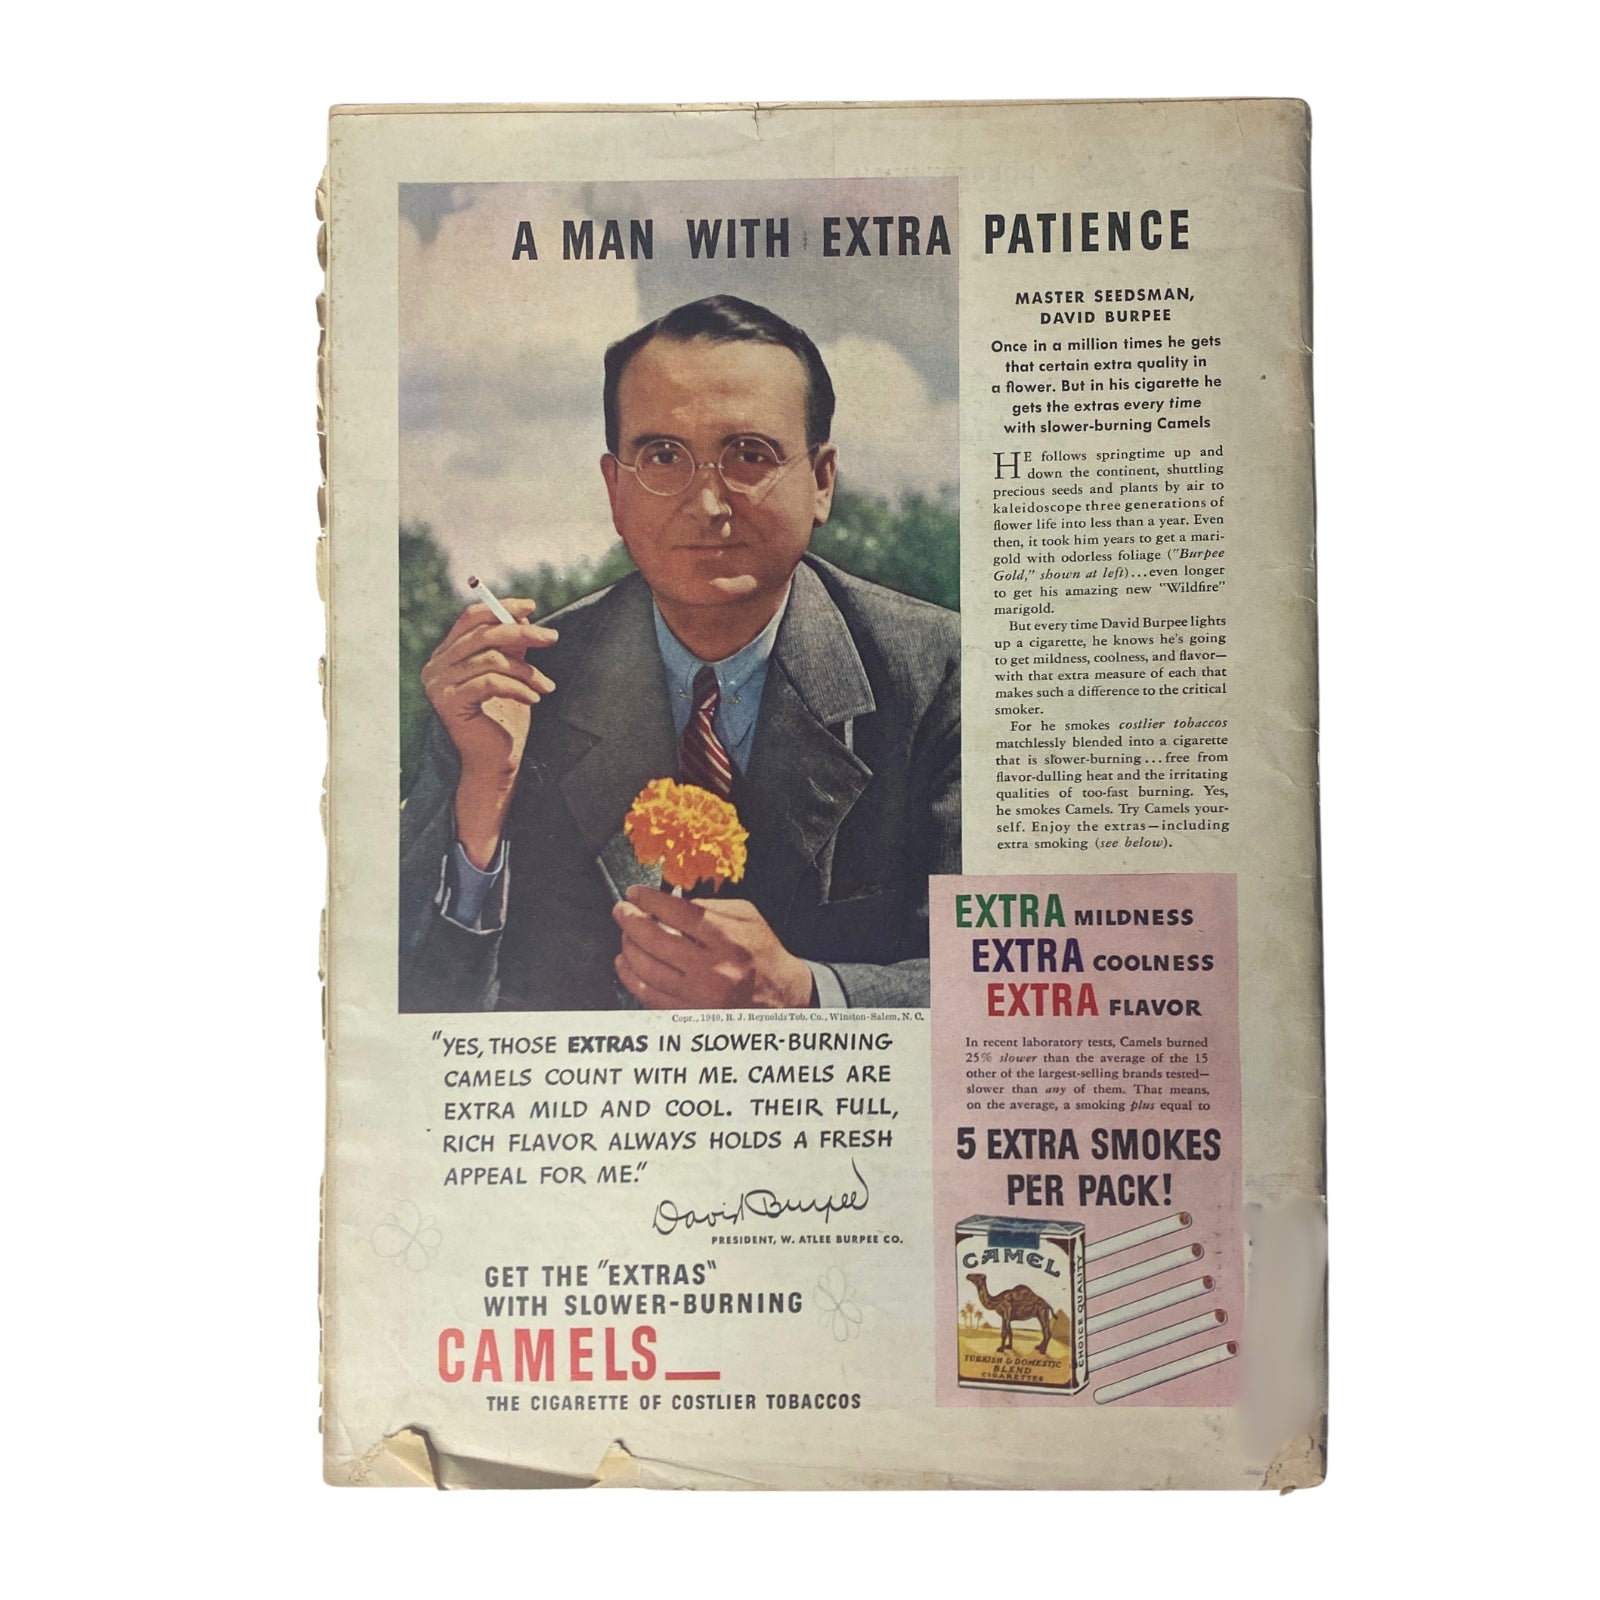 A MAN WITH EXTRA PATIENCE
MASTER SEEDSMAN,
DAVID BURPEE
Once in a million times he gets
that certain extra quality in
a flower. But in his cigarette he
gets the extras every time
with slower-burning Camels
HE follows springtime up and
down the continent, shuttling
precious seeds and plants by air to
kaleidoscope three generations of
flower life into less than a year. Even
then, it took him years to get a mari-
gold with odorless foliage ("Burpee
Gold," shown at left)...even longer
to get his amazing new "Wildfire"
marigold.
But every time David Burpee lights
up a cigarette, he knows he's going
to get mildness, coolness, and flavor—
with that extra measure of each that
makes such a difference to the critical
smoker.
For he smokes costlier tobaccos
matchlessly blended into a cigarette
that is slower-burning...free from
flavor-dulling heat and the irritating
qualities of too-fast burning. Yes,
he smokes Camels. Try Camels your-
self. Enjoy the extras—including
extra smoking (see below).
Copr., 1940, R. J. Reynolds Tob. Co., Winston-Salem, N. C.
"YES, THOSE EXTRAS IN SLOWER-BURNING
CAMELS COUNT WITH ME. CAMELS ARE
EXTRA MILD AND COOL. THEIR FULL,
RICH FLAVOR ALWAYS HOLDS A FRESH
APPEAL FOR ME."
David Burpee
PRESIDENT, W. ATLEE BURPEE CO.
GET THE "EXTRAS"
WITH SLOWER-BURNING
CAMELS
THE CIGARETTE OF COSTLIER TOBACCOS
EXTRA MILDNESS
EXTRA COOLNESS
EXTRA FLAVOR
In recent laboratory tests, Camels burned
25% slower than the average of the 15
other of the largest-selling brands tested—
slower than any of them. That means,
on the average, a smoking plus equal to
5 EXTRA SMOKES
PER PACK!
CAMEL
TURKISH & DOMESTIC
BLEND
CIGARETTES
CHOICE QUALITY